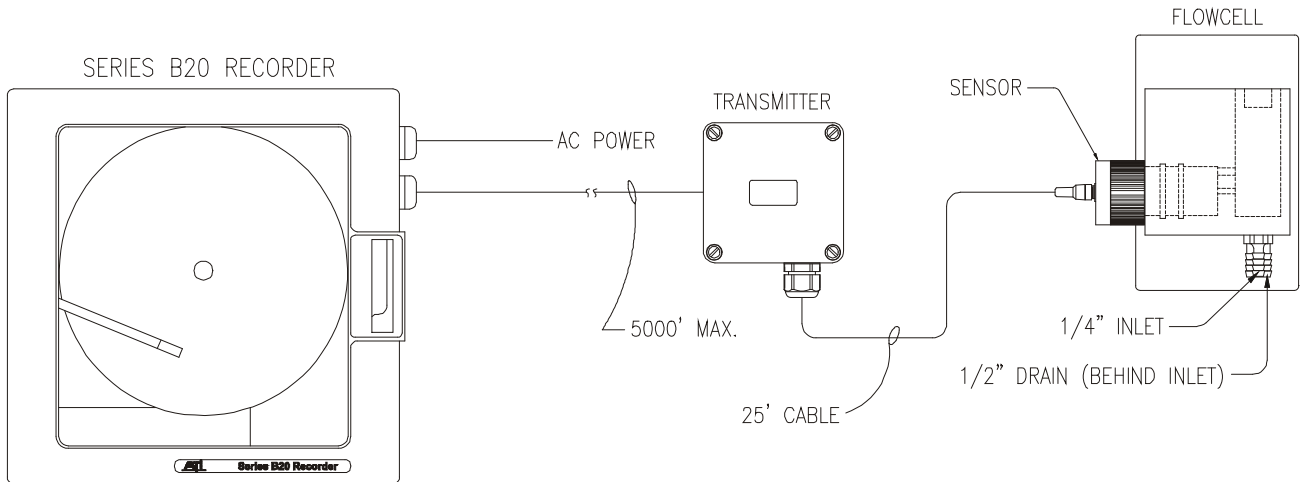 FLOWCELL
SERIES B20 RECORDER
SENSOR
TRANSMITTER
AC POWER
5000' MAX.
1/4” INLET
1/2” DRAIN (BEHIND INLET)
25' CABLE
ATI Series B20 Recorder